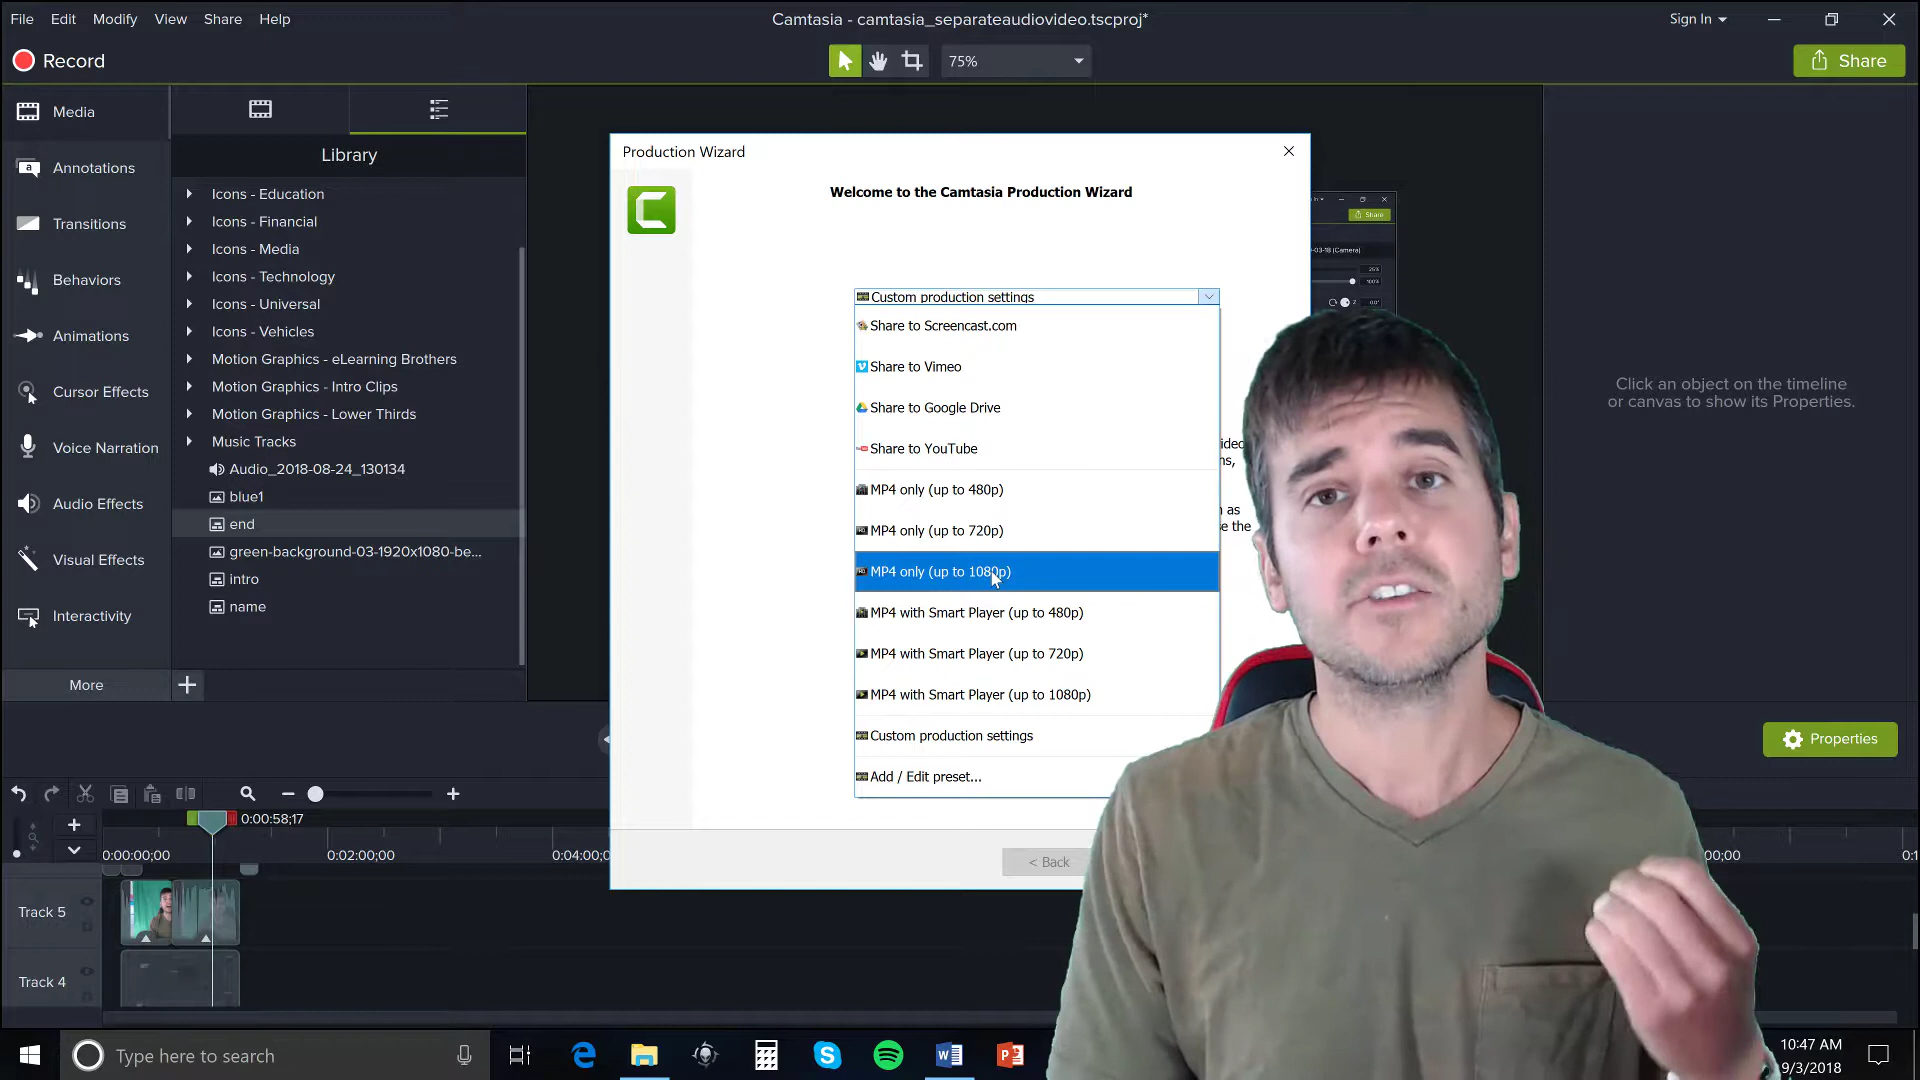 File Edit Modify View Share Help
Camtasia - camtasia_separateaudiovideo.tscproj*
Sign In
Record
75%
Share
Media
Annotations
Transitions
Behaviors
Animations
Cursor Effects
Voice Narration
Audio Effects
Visual Effects
Interactivity
More
Library
Icons - Education
Icons - Financial
Icons - Media
Icons - Technology
Icons - Universal
Icons - Vehicles
Motion Graphics - eLearning Brothers
Motion Graphics - Intro Clips
Motion Graphics - Lower Thirds
Music Tracks
Audio_2018-08-24_130134
blue1
end
green-background-03-1920x1080-be...
intro
name
Production Wizard
Welcome to the Camtasia Production Wizard
Custom production settings
Share to Screencast.com
Share to Vimeo
Share to Google Drive
Share to YouTube
MP4 only (up to 480p)
MP4 only (up to 720p)
MP4 only (up to 1080p)
MP4 with Smart Player (up to 480p)
MP4 with Smart Player (up to 720p)
MP4 with Smart Player (up to 1080p)
Custom production settings
Add / Edit preset...
< Back
Share
Click an object on the timeline
or canvas to show its Properties.
Properties
0:00:58;17
0:00:00;00 0:02:00;00
Track 5
Track 4
Type here to search
10:47 AM
9/3/2018